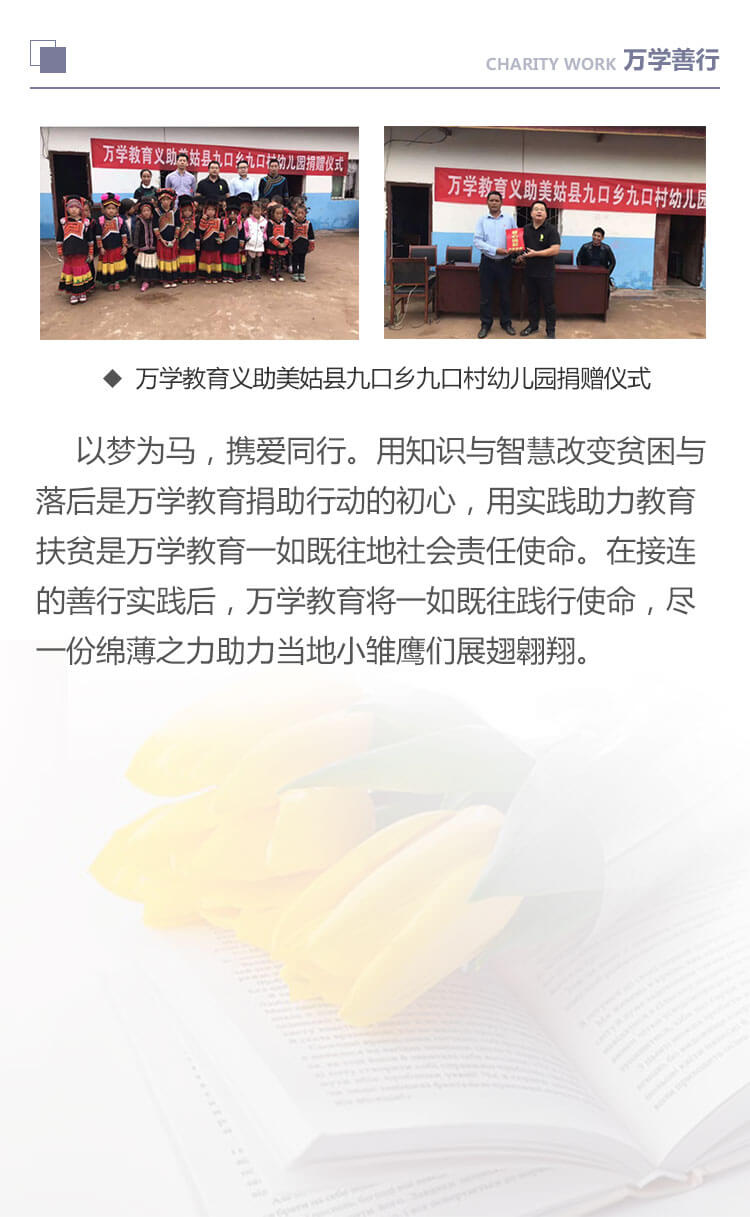 CHARITY WORK 万学善行
万学教育义助美姑县九口乡九口村幼儿园捐赠仪式
万学教育义助美姑县九口乡九口村幼儿园
◆ 万学教育义助美姑县九口乡九口村幼儿园捐赠仪式
以梦为马，携爱同行。用知识与智慧改变贫困与
落后是万学教育捐助行动的初心，用实践助力教育
扶贫是万学教育一如既往地社会责任使命。在接连
的善行实践后，万学教育将一如既往践行使命，尽
一份绵薄之力助力当地小雏鹰们展翅翱翔。